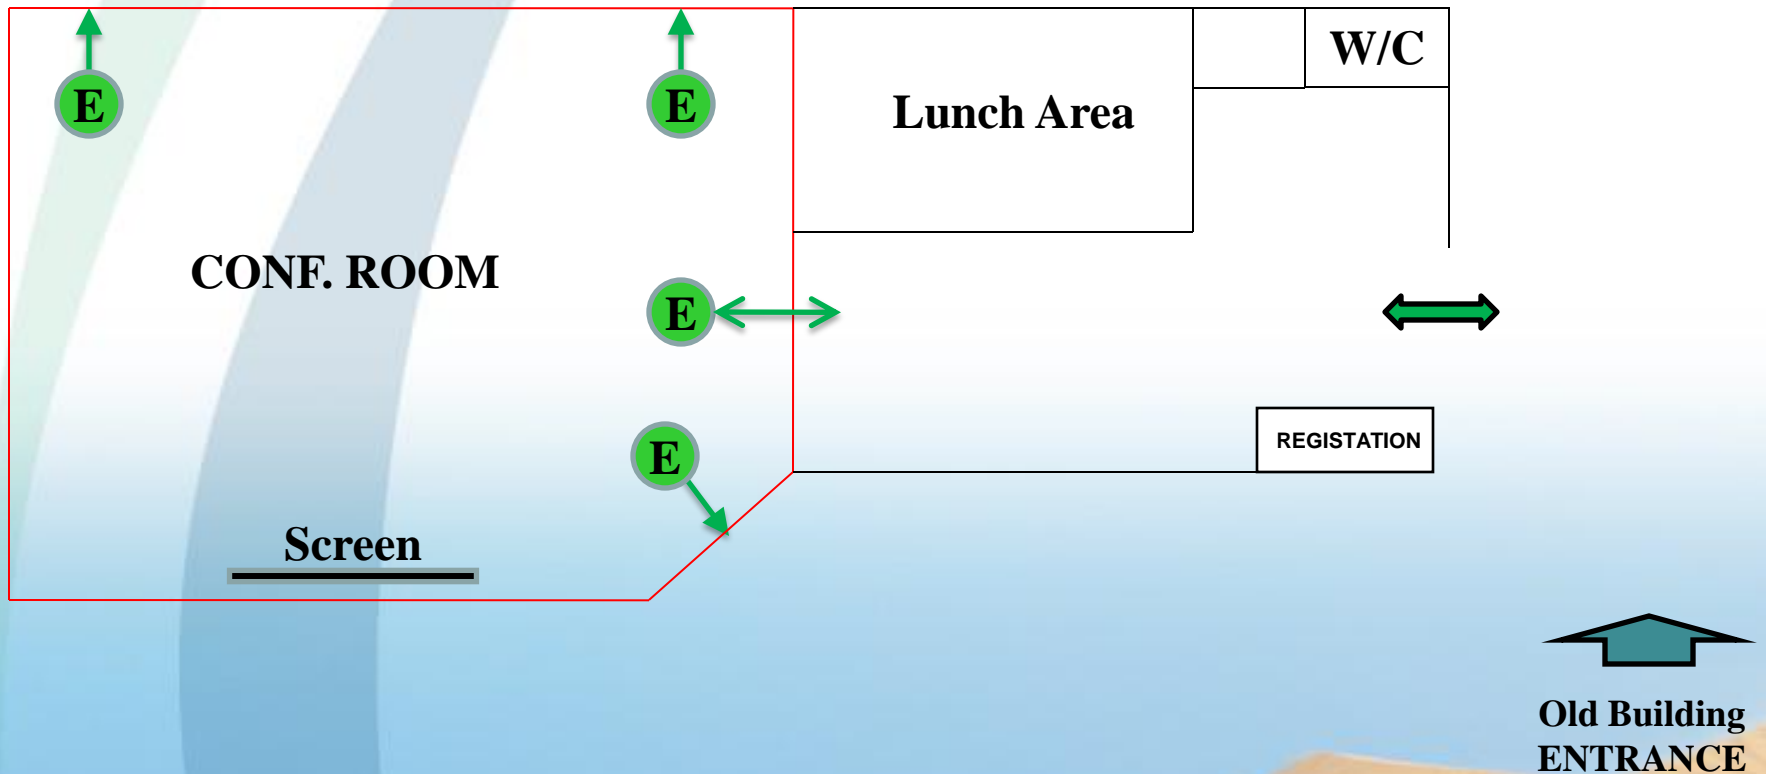 E
E
W/C
Lunch Area
CONF. ROOM
E
E
REGISTATION
Screen
Old Building
ENTRANCE